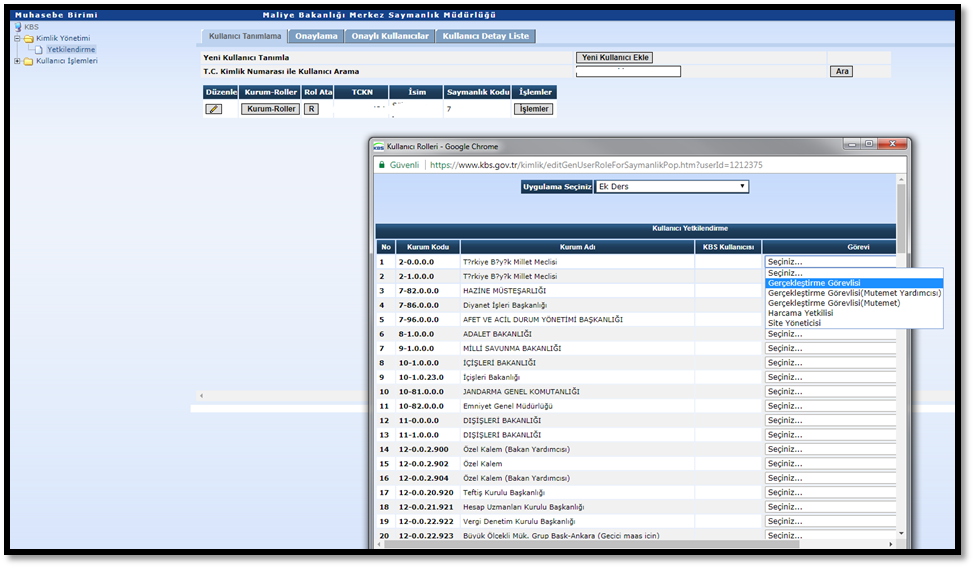 Muhasebe Birimi Maliye Bakanlığı Merkez Saymanlık Müdürlüğü
KBS
Kimlik Yönetimi
Yetkilendirme
Kullanıcı İşlemleri
Kullanıcı Tanımlama Onaylama Onaylı Kullanıcılar Kullanıcı Detay Liste
Yeni Kullanıcı Tanımla Yeni Kullanıcı Ekle
T.C. Kimlik Numarası ile Kullanıcı Arama Ara
Düzenle Kurum-Roller Rol Ata TCKN İsim Saymanlık Kodu İşlemler
Kurum-Roller R 7 İşlemler
Kullanıcı Rolleri - Google Chrome
Güvenli https://www.kbs.gov.tr/kimlik/editGenUserRoleForSaymanlikPop.htm?userId=1212375
Uygulama Seçiniz Ek Ders
Kullanıcı Yetkilendirme
No Kurum Kodu Kurum Adı KBS Kullanıcısı Görevi
1 2-0.0.0.0 T?rkiye B?y?k Millet Meclisi Seçiniz...
Seçiniz...
Gerçekleştirme Görevlisi
Gerçekleştirme Görevlisi(Mutemet Yardımcısı)
Gerçekleştirme Görevlisi(Mutemet)
Harcama Yetkilisi
Site Yöneticisi
2 2-1.0.0.0 T?rkiye B?y?k Millet Meclisi
3 7-82.0.0.0 HAZİNE MÜSTEŞARLIĞI
4 7-86.0.0.0 Diyanet İşleri Başkanlığı
5 7-96.0.0.0 AFET VE ACİL DURUM YÖNETİMİ BAŞKANLIĞI
6 8-1.0.0.0 ADALET BAKANLIĞI Seçiniz...
7 9-1.0.0.0 MİLLİ SAVUNMA BAKANLIĞI Seçiniz...
8 10-1.0.0.0 İÇİŞLERİ BAKANLIĞI Seçiniz...
9 10-1.0.23.0 İçişleri Bakanlığı Seçiniz...
10 10-81.0.0.0 JANDARMA GENEL KOMUTANLIĞI Seçiniz...
11 10-82.0.0.0 Emniyet Genel Müdürlüğü Seçiniz...
12 11-0.0.0.0 DIŞİŞLERİ BAKANLIĞI Seçiniz...
13 11-1.0.0.0 DIŞİŞLERİ BAKANLIĞI Seçiniz...
14 12-0.0.2.900 Özel Kalem (Bakan Yardımcısı) Seçiniz...
15 12-0.0.2.902 Özel Kalem Seçiniz...
16 12-0.0.2.904 Özel Kalem (Bakan Yardımcısı) Seçiniz...
17 12-0.0.20.920 Teftiş Kurulu Başkanlığı Seçiniz...
18 12-0.0.21.921 Hesap Uzmanları Kurulu Başkanlığı Seçiniz...
19 12-0.0.22.922 Vergi Denetim Kurulu Başkanlığı Seçiniz...
20 12-0.0.22.923 Büyük Ölçekli Mük. Grup Başk-Ankara (Geçici maaş için) Seçiniz...